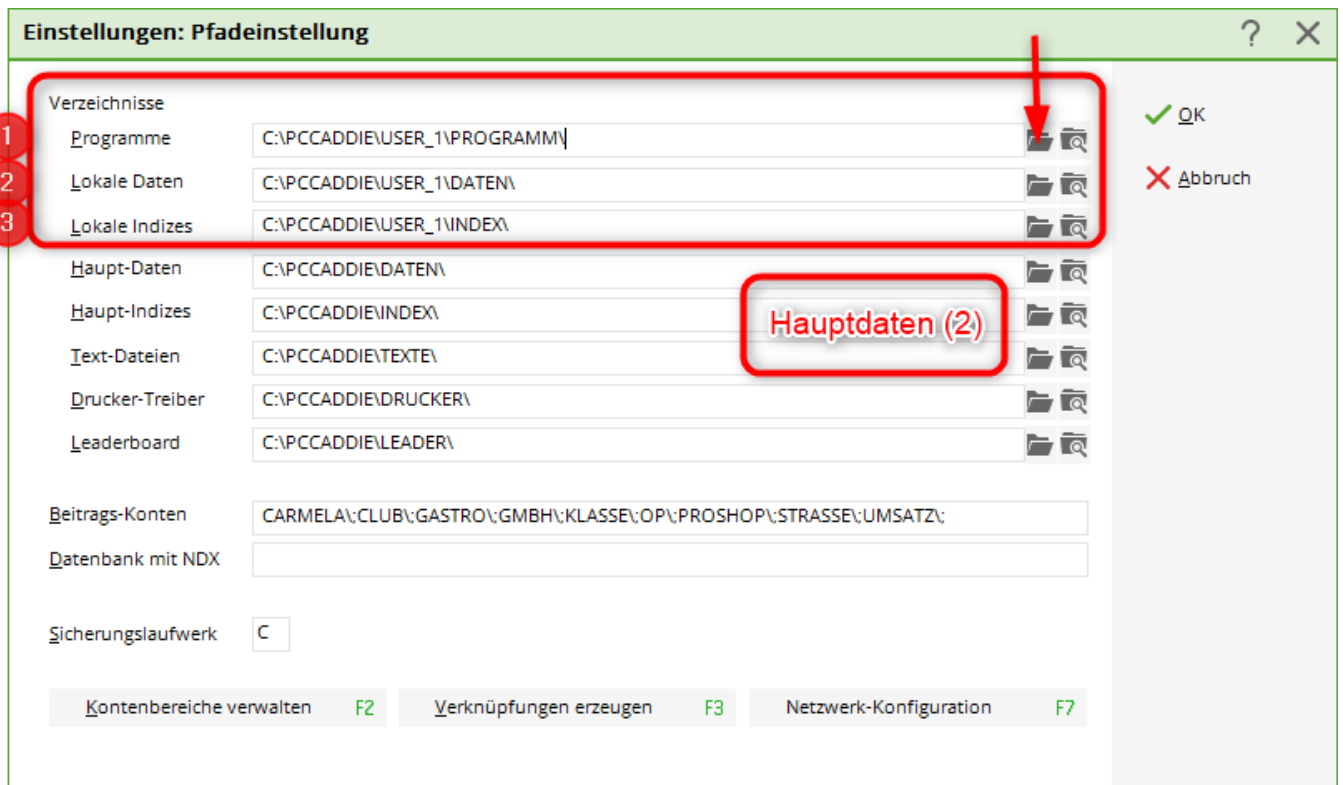 Einstellungen: Pfadeinstellung ?
Verzeichnisse
1 Programme C:\PCCADDIE\USER_1\PROGRAMM\
2 Lokale Daten C:\PCCADDIE\USER_1\DATEN\
3 Lokale Indizes C:\PCCADDIE\USER_1\INDEX\
Haupt-Daten C:\PCCADDIE\DATEN\
Haupt-Indizes C:\PCCADDIE\INDEX\
Hauptdaten (2)
Text-Dateien C:\PCCADDIE\TEXTE\
Drucker-Treiber C:\PCCADDIE\DRUCKER\
Leaderboard C:\PCCADDIE\LEADER\
Beitrags-Konten CARMELA\;CLUB\;GASTRO\;GMBH\;KLASSE\;OP\;PROSHOP\;STRASSE\;UMSATZ\;
Datenbank mit NDX
Sicherungslaufwerk C
Kontenbereiche verwalten F2 Verknüpfungen erzeugen F3 Netzwerk-Konfiguration F7
OK
Abbruch